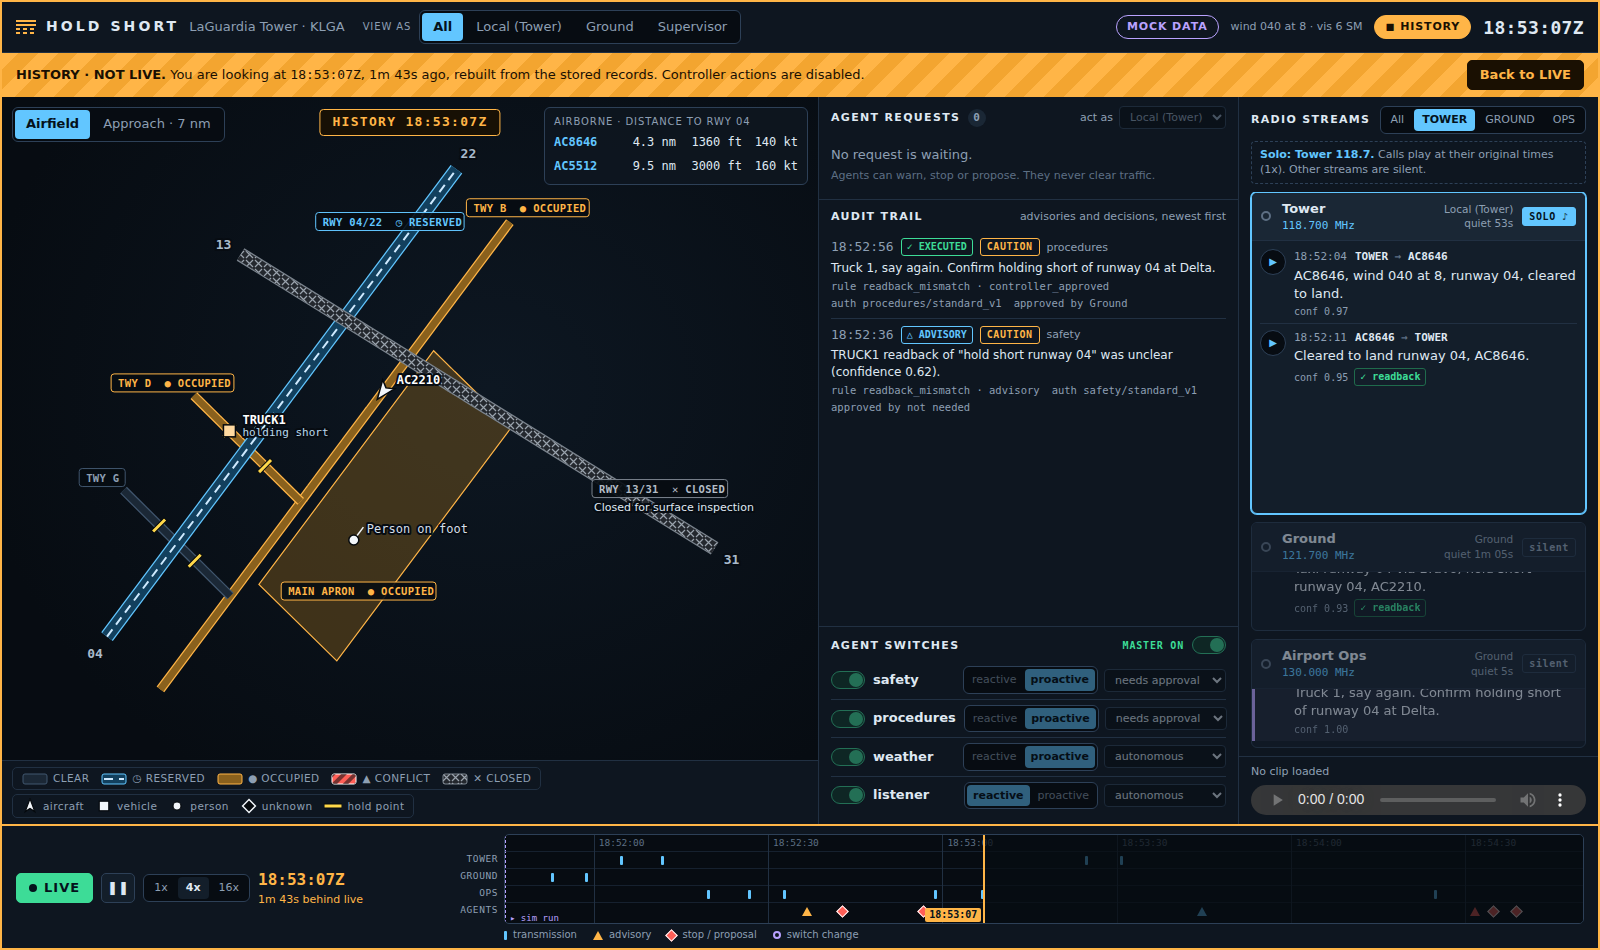 HOLD SHORT LaGuardia Tower · KLGA VIEW AS All Local (Tower) Ground Supervisor MOCK DATA wind 040 at 8 · vis 6 SM ■ HISTORY 18:53:07Z
HISTORY · NOT LIVE. You are looking at 18:53:07Z, 1m 43s ago, rebuilt from the stored records. Controller actions are disabled. Back to LIVE
Airfield Approach · 7 nm
HISTORY 18:53:07Z
AIRBORNE · DISTANCE TO RWY 04
AC8646 4.3 nm 1360 ft 140 kt
AC5512 9.5 nm 3000 ft 160 kt
22
TWY B ● OCCUPIED
RWY 04/22 ◷ RESERVED
13
AC2210
TWY D ● OCCUPIED
TRUCK1
holding short
TWY G
RWY 13/31 × CLOSED
Closed for surface inspection
Person on foot
31
MAIN APRON ● OCCUPIED
04
CLEAR ◷ RESERVED ● OCCUPIED ▲ CONFLICT × CLOSED
aircraft vehicle person unknown hold point
AGENT REQUESTS 0 act as Local (Tower)
No request is waiting.
Agents can warn, stop or propose. They never clear traffic.
AUDIT TRAIL advisories and decisions, newest first
18:52:56 ✓ EXECUTED CAUTION procedures
Truck 1, say again. Confirm holding short of runway 04 at Delta.
rule readback_mismatch · controller_approved
auth procedures/standard_v1 approved by Ground
18:52:36 △ ADVISORY CAUTION safety
TRUCK1 readback of "hold short runway 04" was unclear
(confidence 0.62).
rule readback_mismatch · advisory auth safety/standard_v1
approved by not needed
AGENT SWITCHES MASTER ON
safety reactive proactive needs approval
procedures reactive proactive needs approval
weather reactive proactive autonomous
listener reactive proactive autonomous
RADIO STREAMS All TOWER GROUND OPS
Solo: Tower 118.7. Calls play at their original times
(1x). Other streams are silent.
Tower Local (Tower) SOLO ♪
118.700 MHz quiet 53s
18:52:04 TOWER → AC8646
AC8646, wind 040 at 8, runway 04, cleared
to land.
conf 0.97
18:52:11 AC8646 → TOWER
Cleared to land runway 04, AC8646.
conf 0.95 ✓ readback
Ground Ground silent
121.700 MHz quiet 1m 05s
runway 04, AC2210.
conf 0.93 ✓ readback
Airport Ops Ground silent
130.000 MHz quiet 5s
Truck 1, say again. Confirm holding short
of runway 04 at Delta.
conf 1.00
No clip loaded
0:00 / 0:00
LIVE ❚❚ 1x 4x 16x 18:53:07Z
1m 43s behind live
18:52:00 18:52:30 18:53:00 18:53:30 18:54:00 18:54:30
TOWER
GROUND
OPS
AGENTS
▸ sim run 18:53:07
transmission advisory stop / proposal switch change